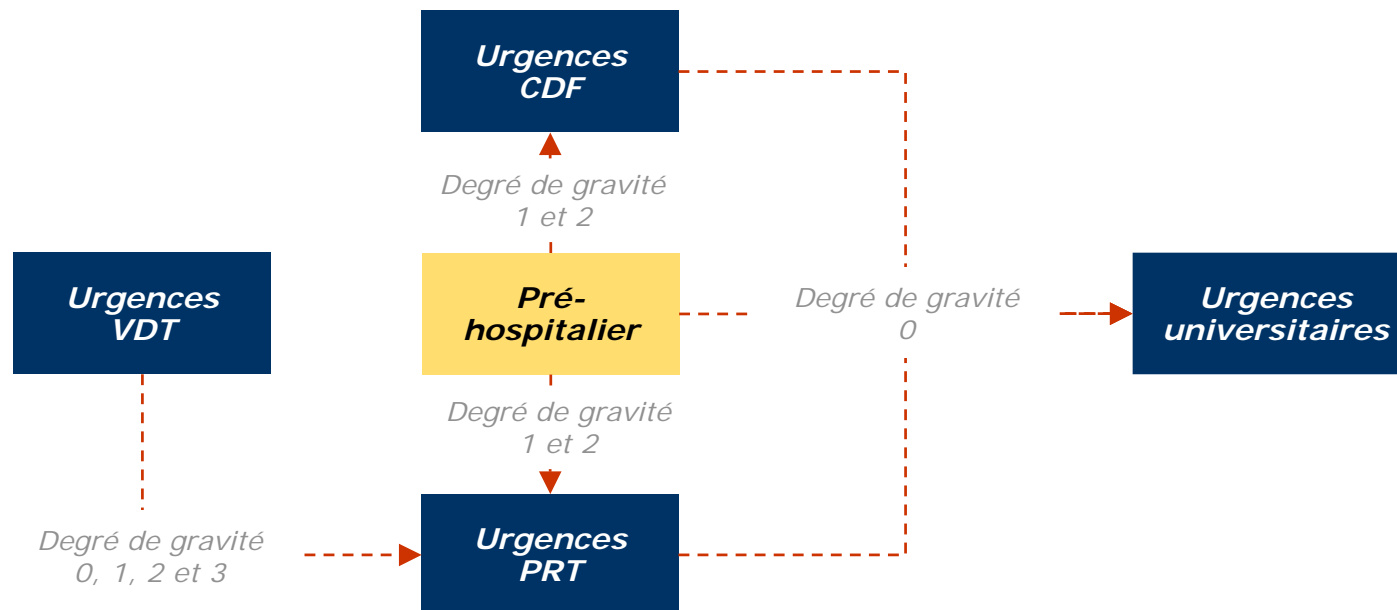 Urgences
CDF
Degré de gravité
1 et 2
Urgences
VDT
Pré-
hospitalier
Degré de gravité
0
Urgences
universitaires
Degré de gravité
1 et 2
Degré de gravité
0, 1, 2 et 3
Urgences
PRT